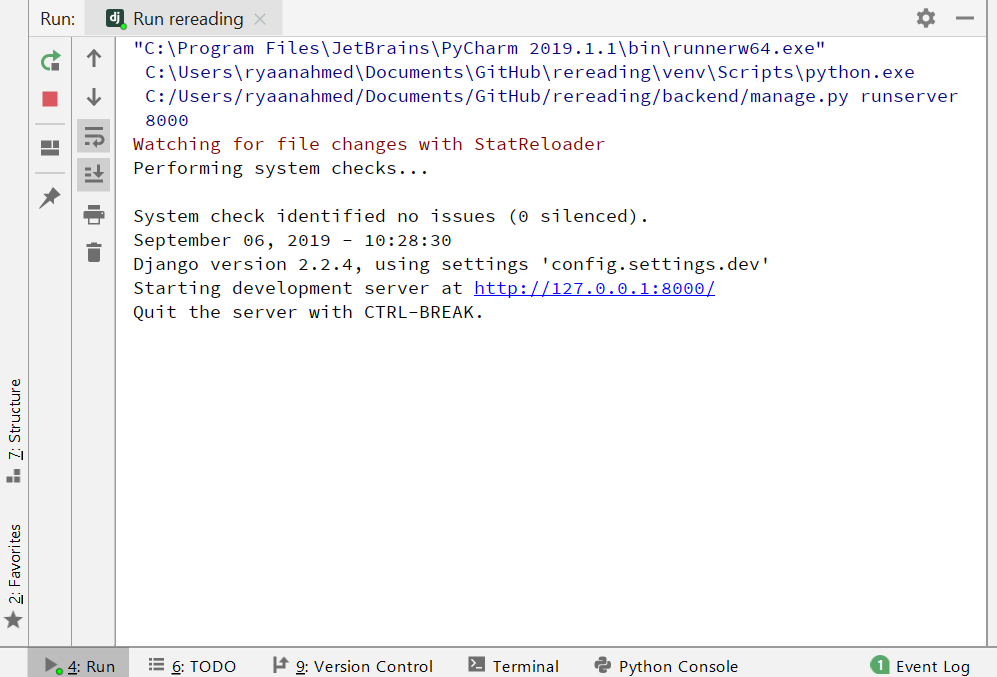 Run: dj Run rereading
"C:\Program Files\JetBrains\PyCharm 2019.1.1\bin\runnerw64.exe"
C:\Users\ryaanahmed\Documents\GitHub\rereading\venv\Scripts\python.exe
C:/Users/ryaanahmed/Documents/GitHub/rereading/backend/manage.py runserver
8000
Watching for file changes with StatReloader
Performing system checks...
System check identified no issues (0 silenced).
September 06, 2019 - 10:28:30
Django version 2.2.4, using settings 'config.settings.dev'
Starting development server at http://127.0.0.1:8000/
Quit the server with CTRL-BREAK.
7: Structure
2: Favorites
4: Run 6: TODO 9: Version Control Terminal Python Console 1 Event Log